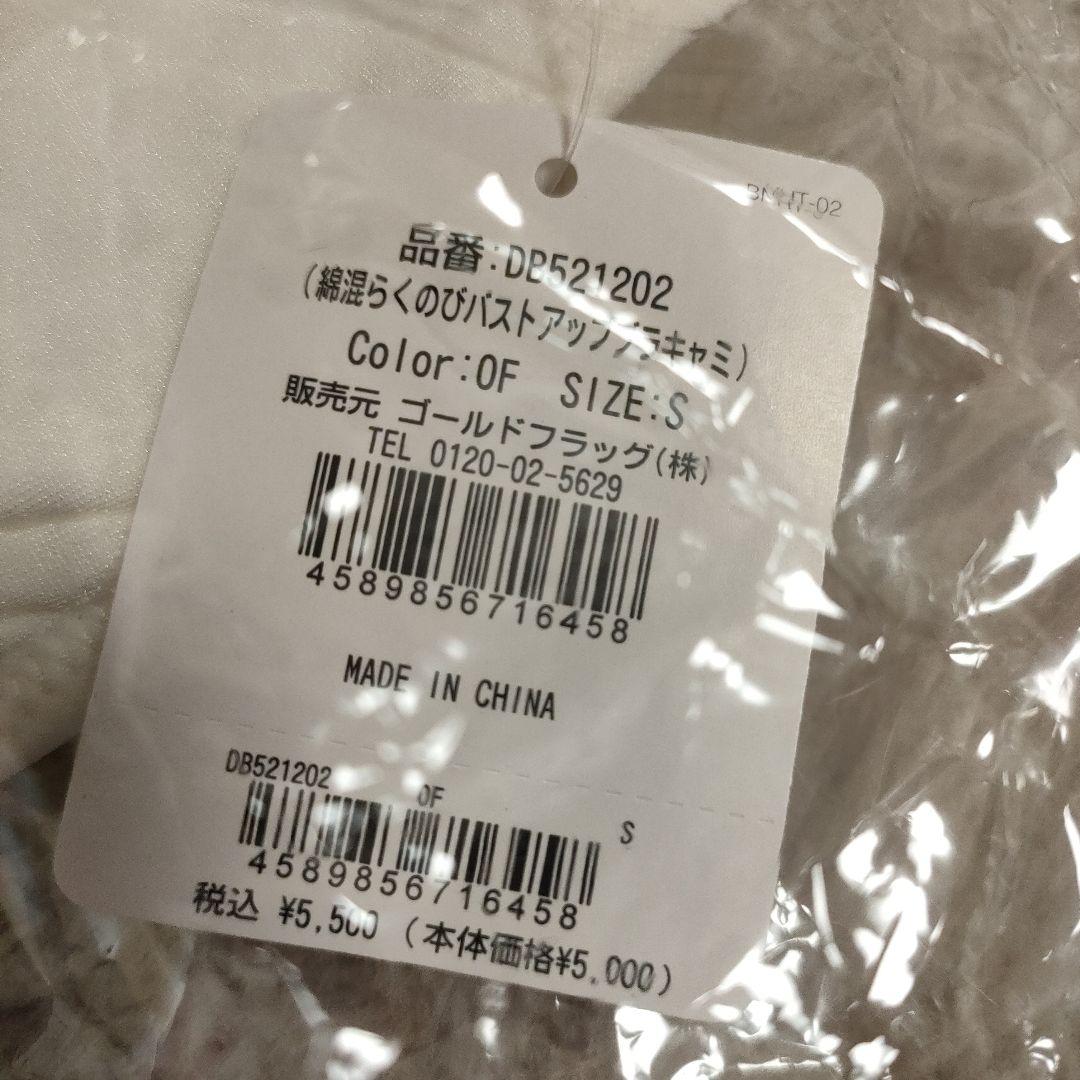 品番:DB521202
(綿混らくのびバストアップブラキャミ)
Color:OF SIZE:S
販売元 ゴールドフラッグ(株)
TEL 0120-02-5629
4589856716458
MADE IN CHINA
DB521202 OF S
4589856716458
税込 ¥5,500 (本体価格¥5,000)